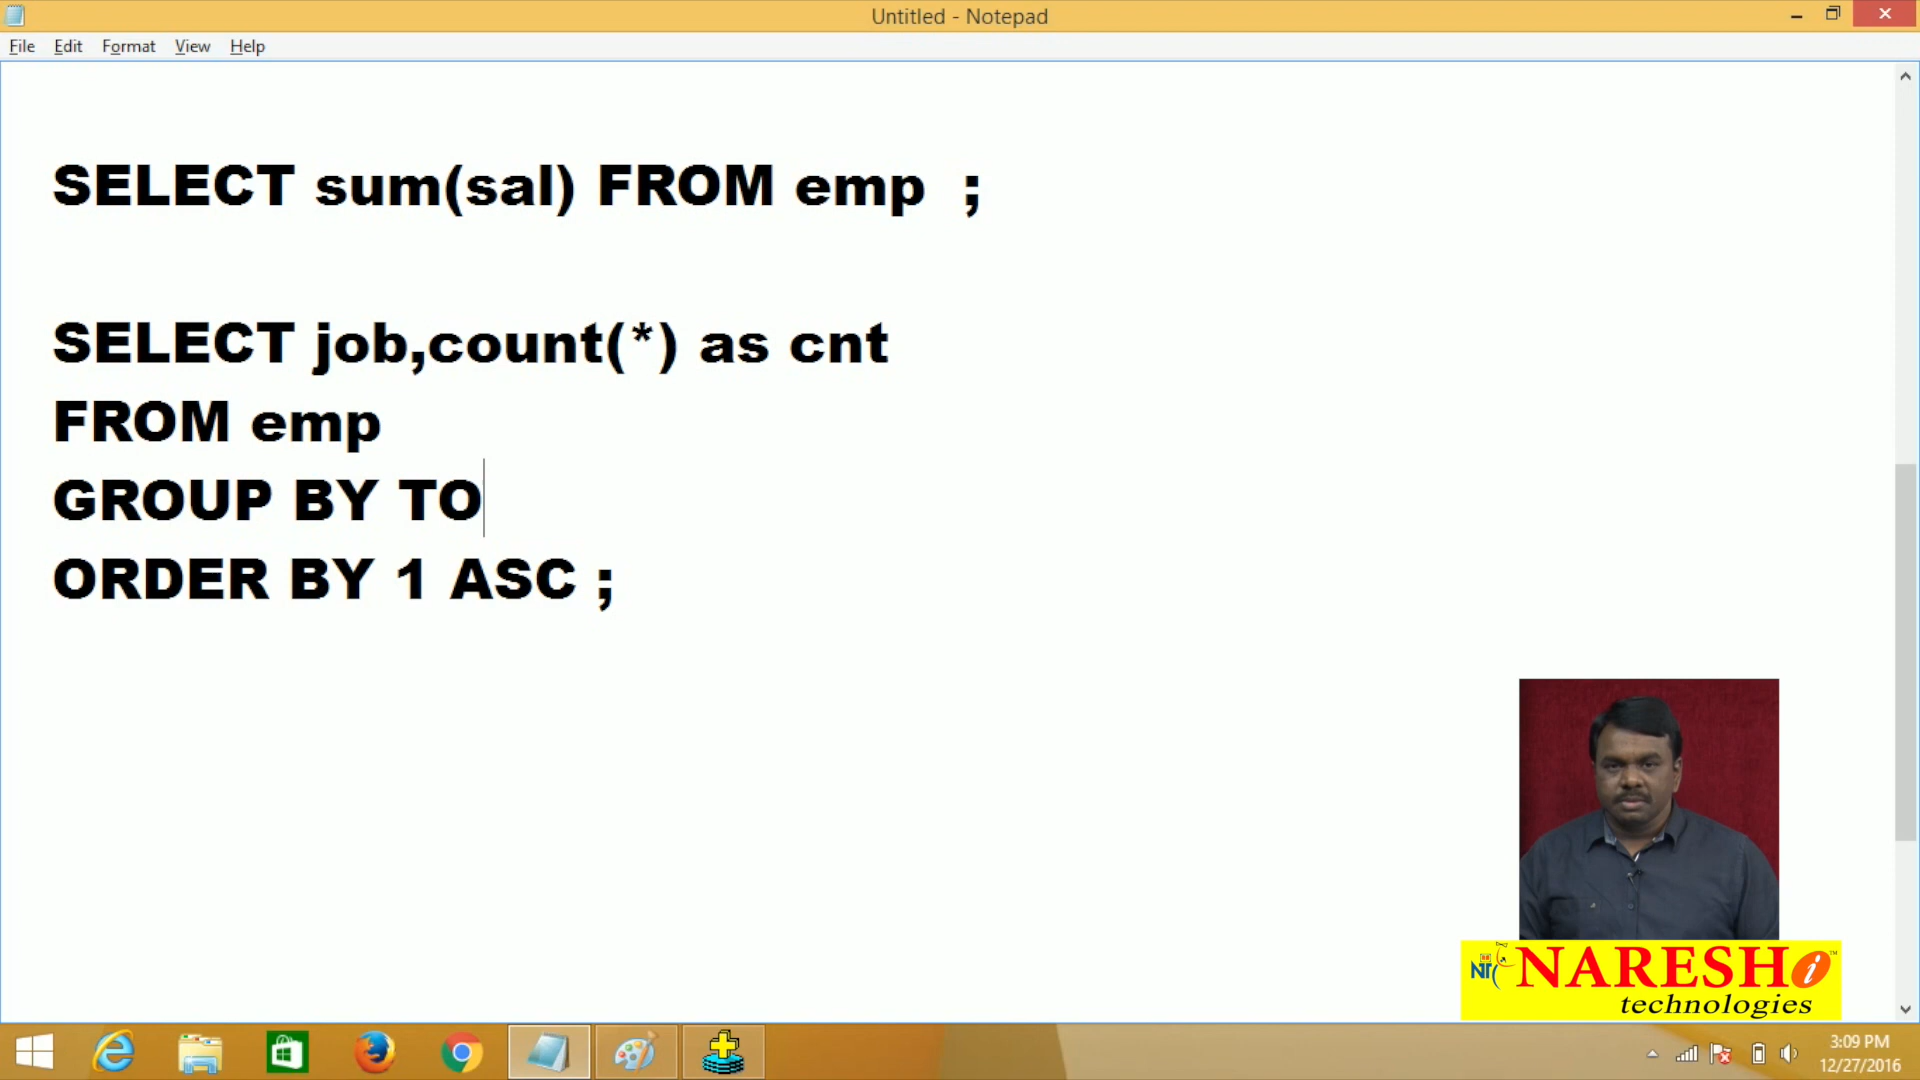 Untitled - Notepad
File Edit Format View Help
SELECT sum(sal) FROM emp  ;
SELECT job,count(*) as cnt
FROM emp
GROUP BY TO
ORDER BY 1 ASC ;
NARESH i ™
technologies
3:09 PM
12/27/2016